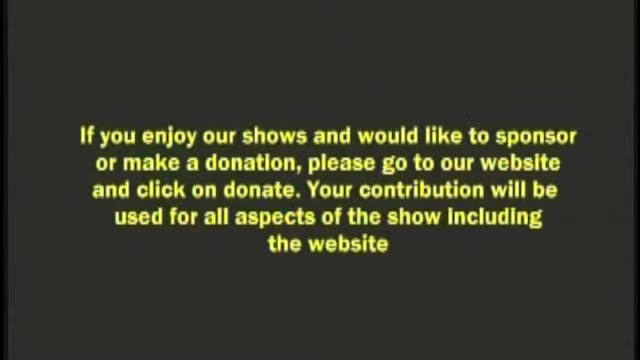 If you enjoy our shows and would like to sponsor
or make a donation, please go to our website
and click on donate. Your contribution will be
used for all aspects of the show including
the website